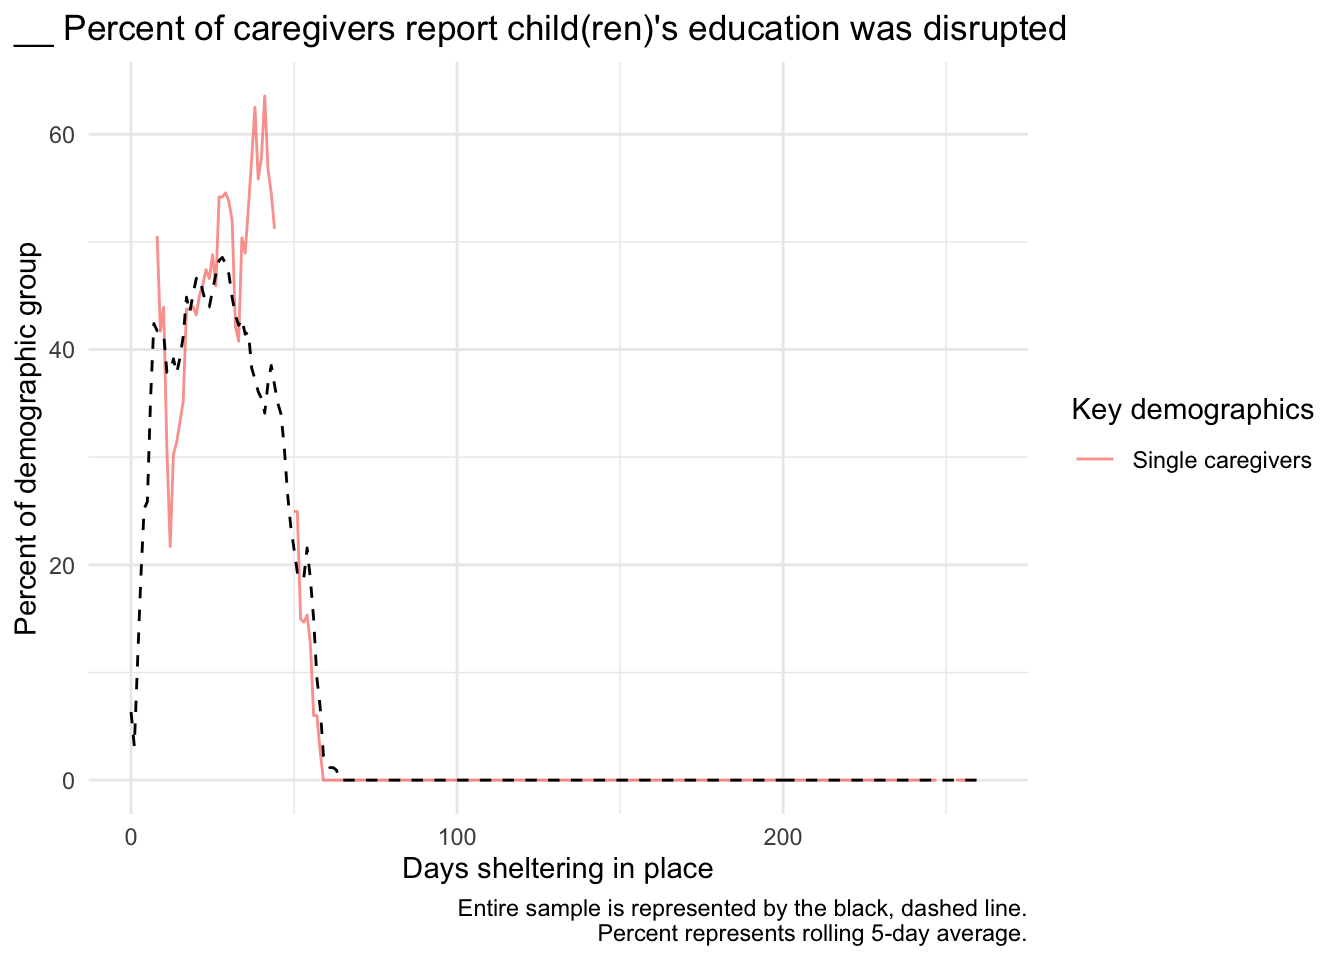 __ Percent of caregivers report child(ren)'s education was disrupted
Percent of demographic group
60
40
20
0
0
100
200
Days sheltering in place
Key demographics
Single caregivers
Entire sample is represented by the black, dashed line.
Percent represents rolling 5-day average.